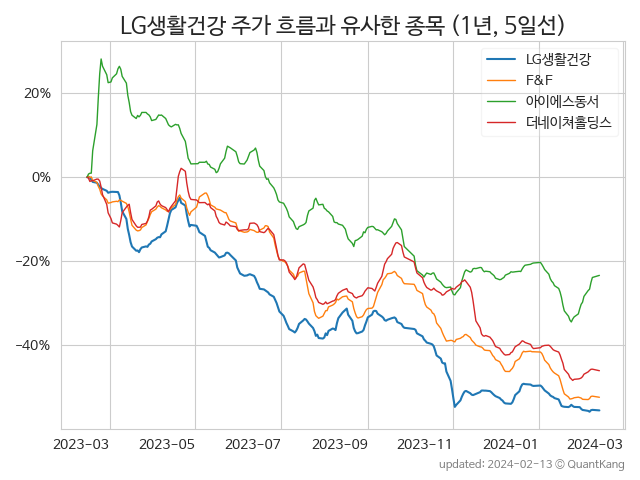 LG생활건강 주가 흐름과 유사한 종목 (1년, 5일선)
LG생활건강
F&F
아이에스동서
더네이쳐홀딩스
20%
0%
−20%
−40%
2023-03 2023-05 2023-07 2023-09 2023-11 2024-01 2024-03
updated: 2024-02-13 © QuantKang